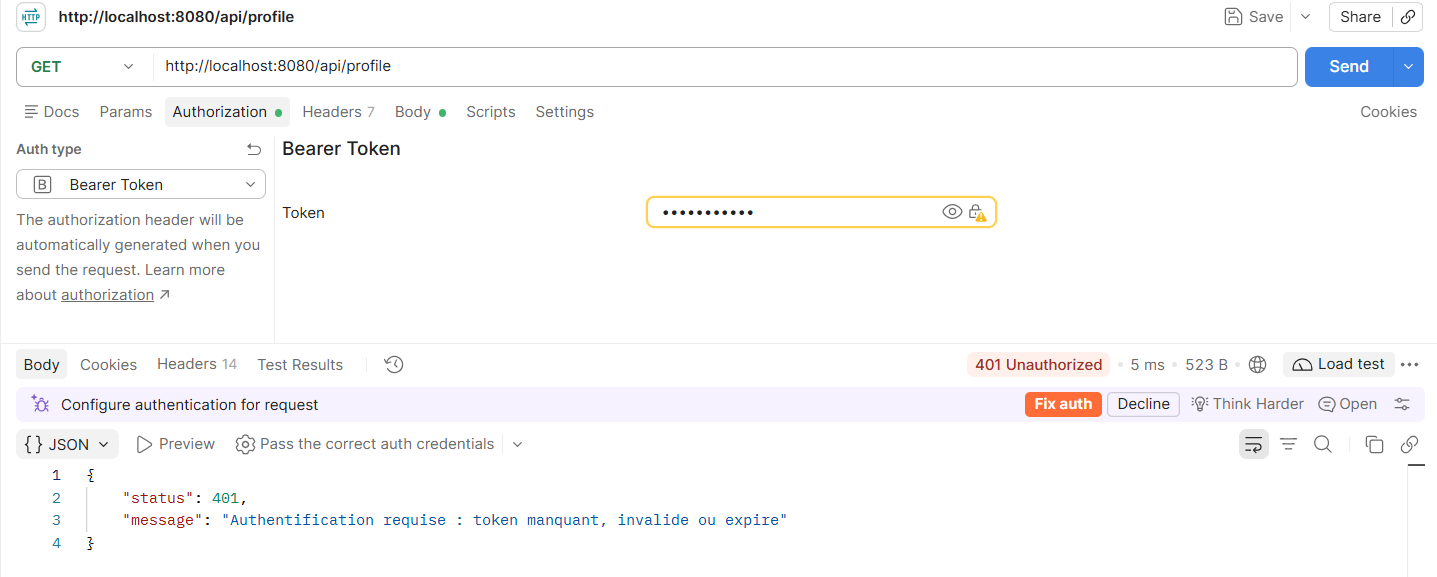 HTTP http://localhost:8080/api/profile Save Share
GET http://localhost:8080/api/profile Send
Docs Params Authorization Headers 7 Body Scripts Settings Cookies
Auth type
B Bearer Token
The authorization header will be
automatically generated when you
send the request. Learn more
about authorization ↗
Bearer Token
Token •••••••••••
Body Cookies Headers 14 Test Results 401 Unauthorized • 5 ms • 523 B • Load test
Configure authentication for request Fix auth Decline Think Harder Open
{} JSON Preview Pass the correct auth credentials
1 {
2 "status": 401,
3 "message": "Authentification requise : token manquant, invalide ou expire"
4 }